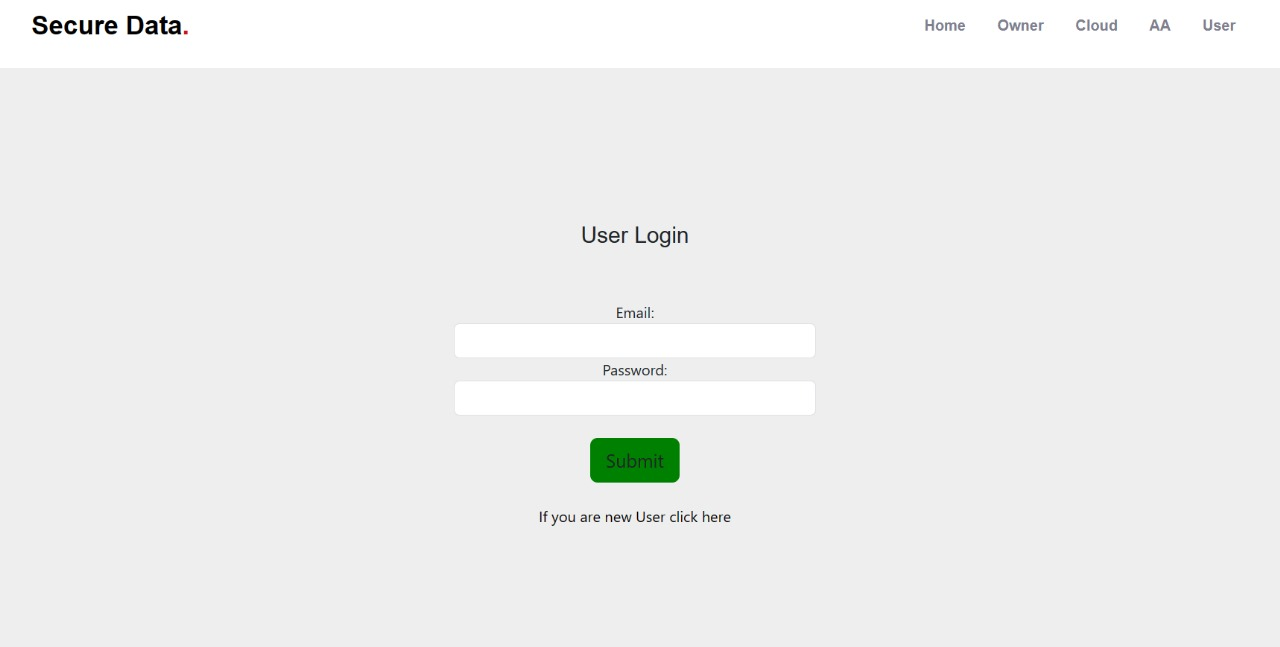 Secure Data.
Home Owner Cloud AA User
User Login
Email:
Password:
Submit
If you are new User click here